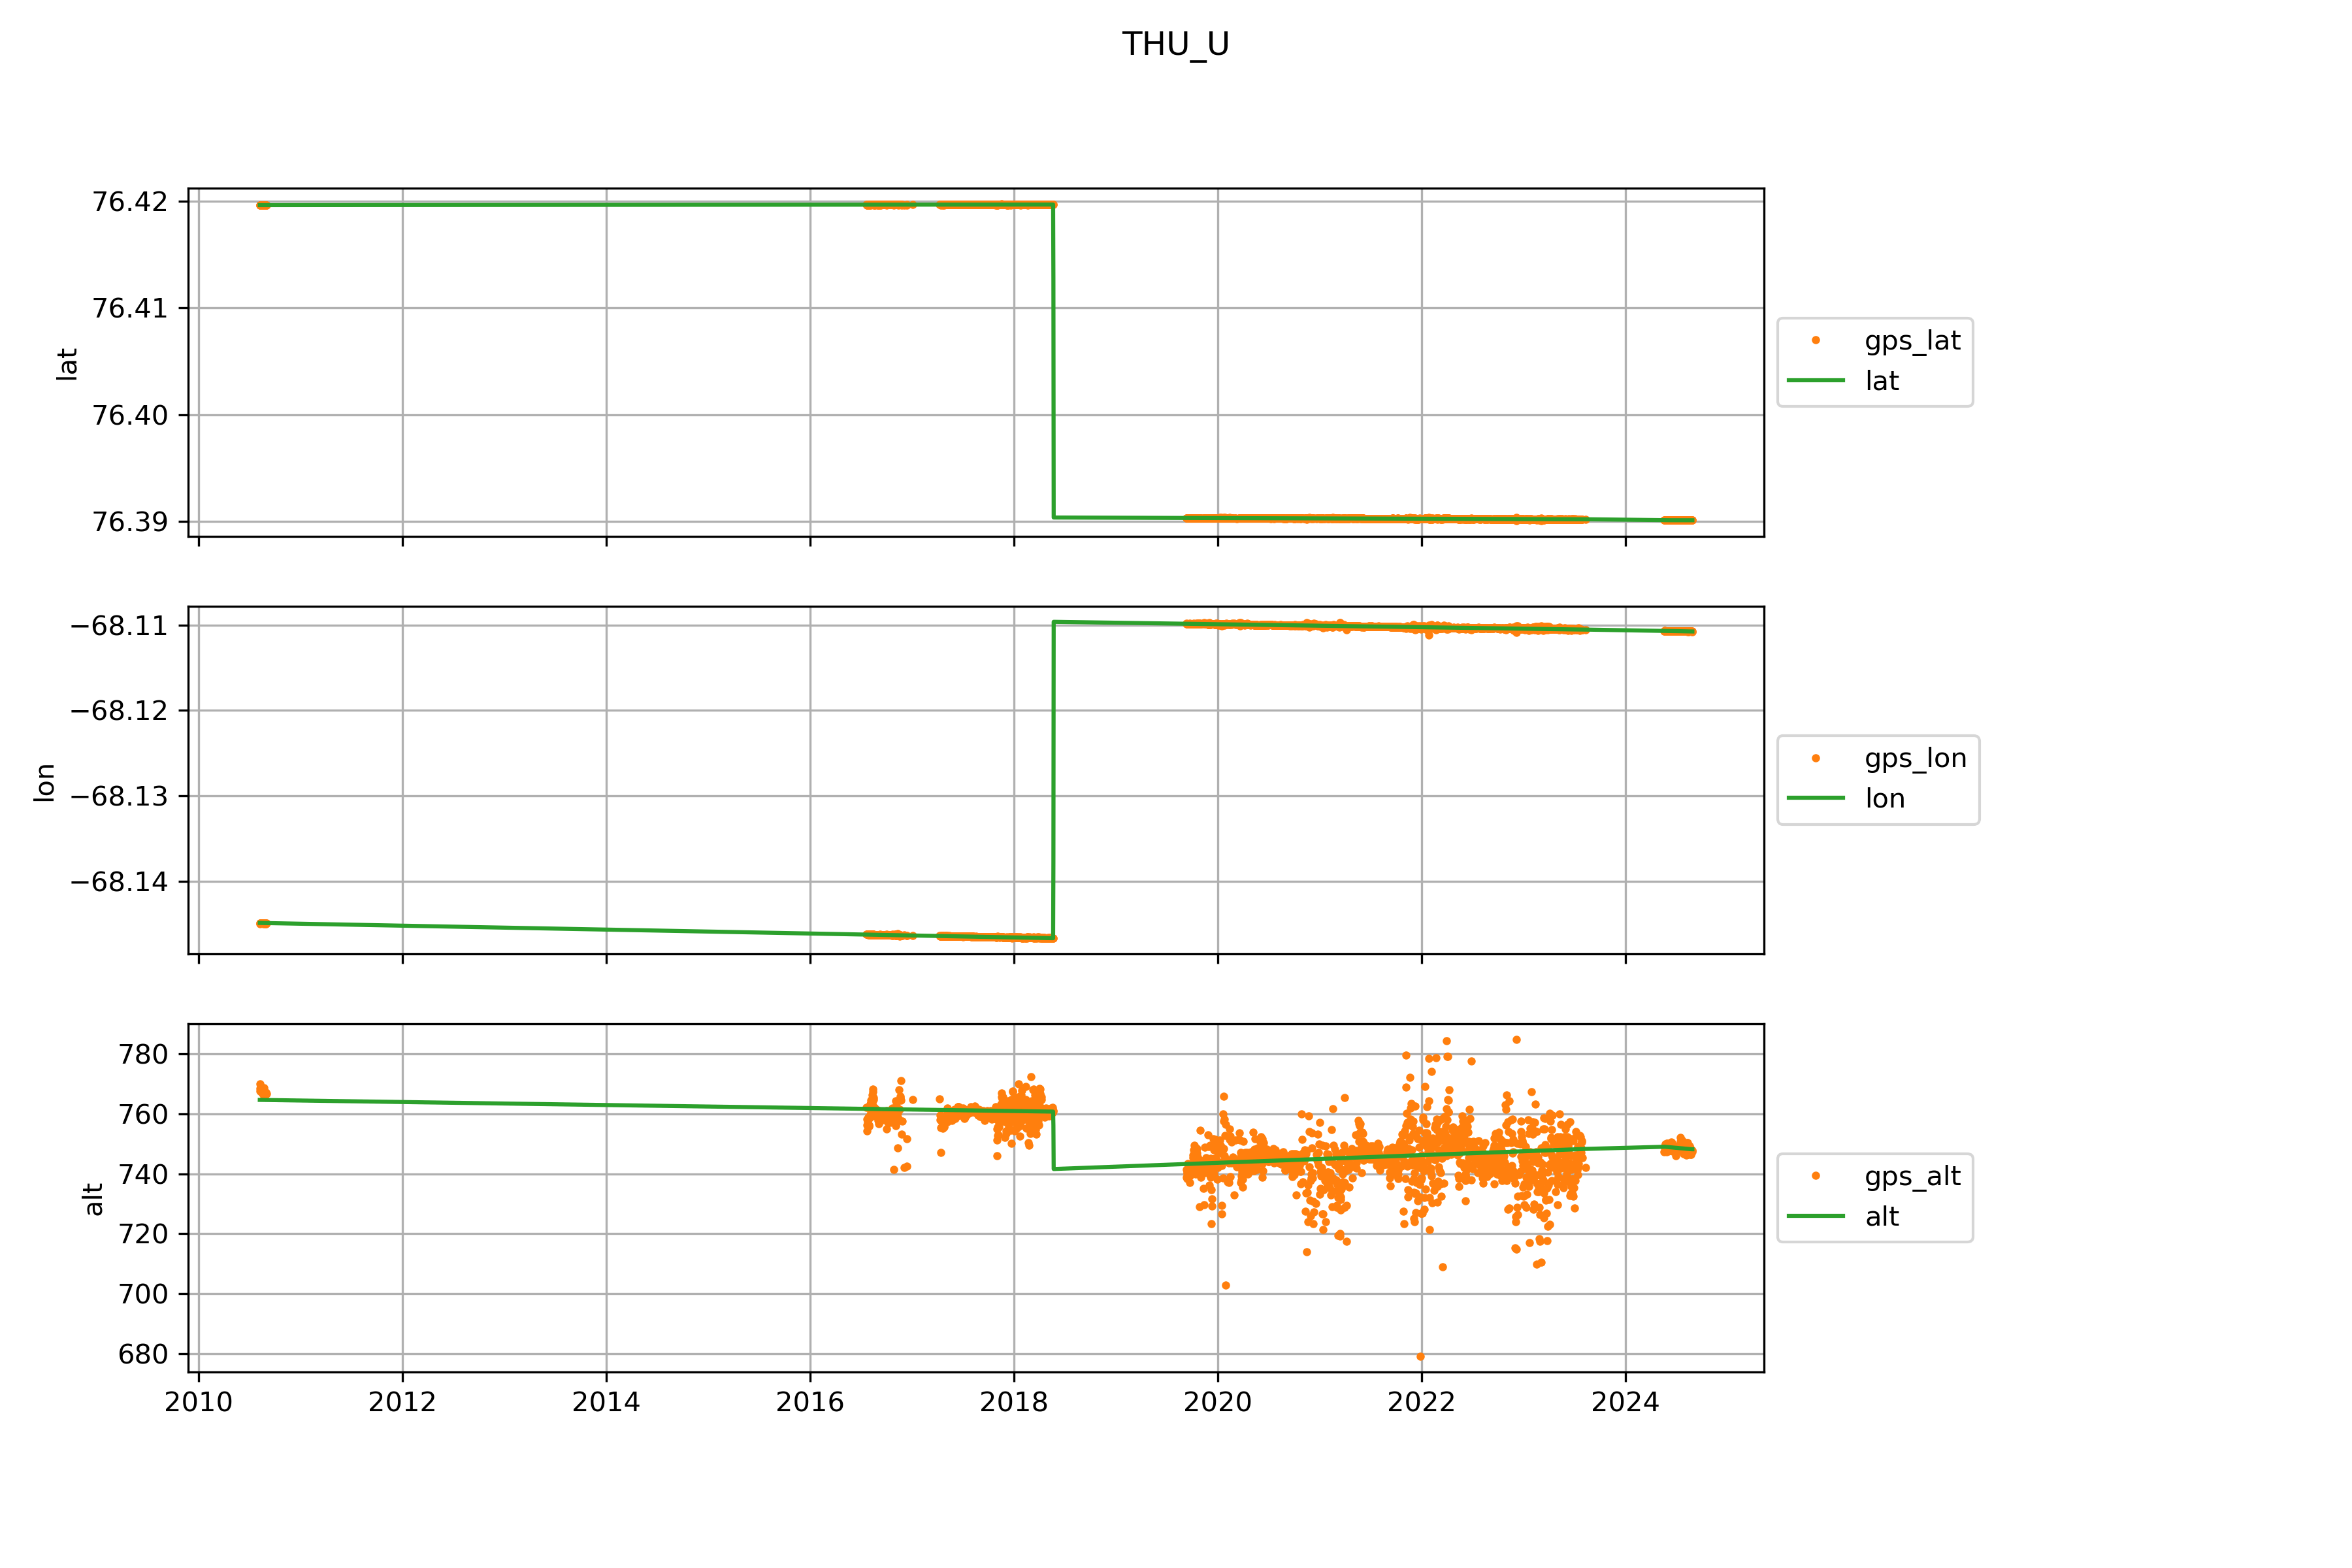 THU_U
76.42
76.41
76.40
76.39
lat
gps_lat
lat
−68.11
−68.12
−68.13
−68.14
lon
gps_lon
lon
780
760
740
720
700
680
alt
gps_alt
alt
2010 2012 2014 2016 2018 2020 2022 2024